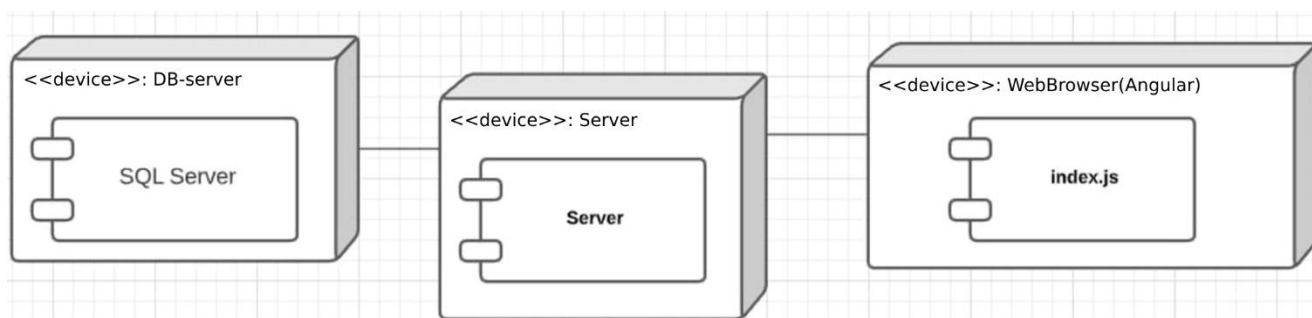 <<device>>: DB-server
SQL Server
<<device>>: Server
Server
<<device>>: WebBrowser(Angular)
index.js